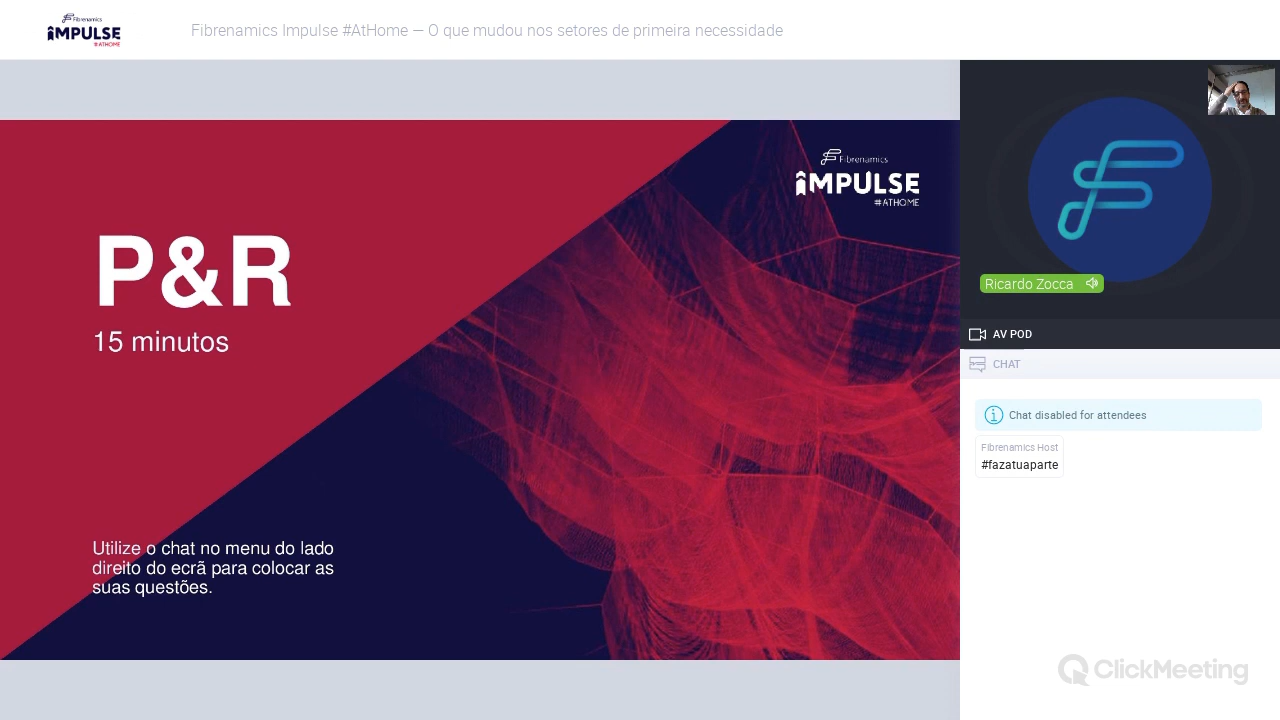 Fibrenamics
IMPULSE
#ATHOME
Fibrenamics Impulse #AtHome — O que mudou nos setores de primeira necessidade
Fibrenamics
IMPULSE
#ATHOME
P&R
15 minutos
Utilize o chat no menu do lado
direito do ecrã para colocar as
suas questões.
Ricardo Zocca
AV POD
CHAT
Chat disabled for attendees
Fibrenamics Host
#fazatuaparte
ClickMeeting